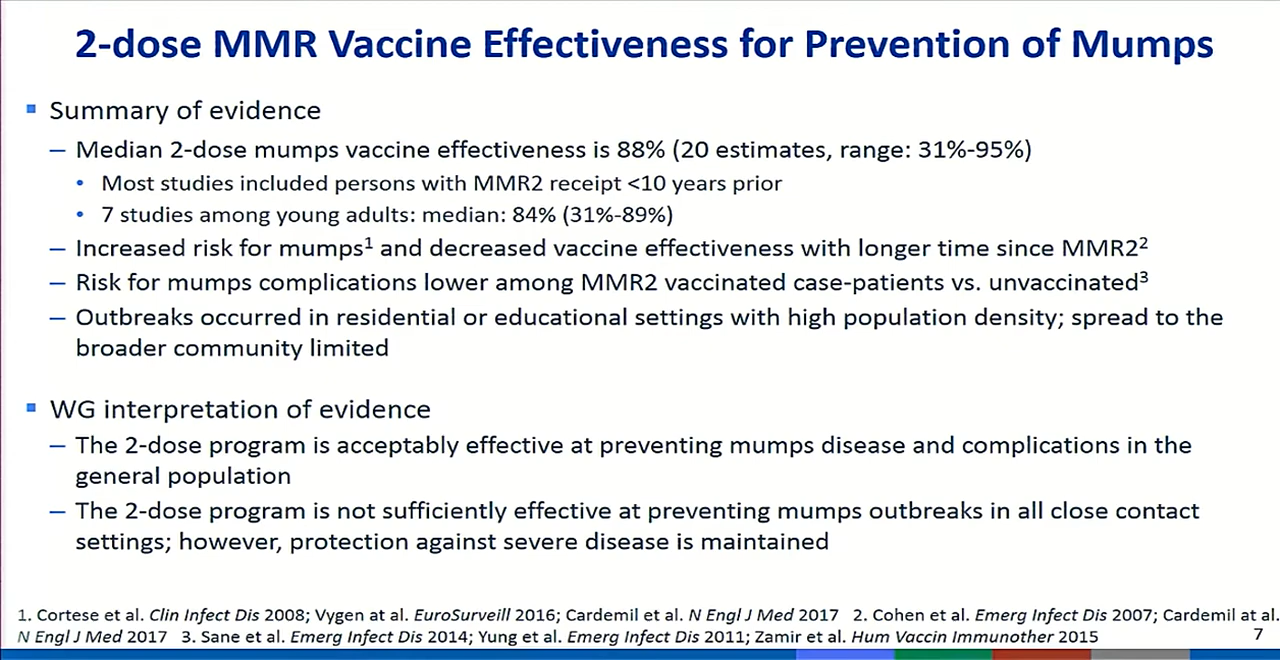 2-dose MMR Vaccine Effectiveness for Prevention of Mumps
▪ Summary of evidence
– Median 2-dose mumps vaccine effectiveness is 88% (20 estimates, range: 31%-95%)
• Most studies included persons with MMR2 receipt <10 years prior
• 7 studies among young adults: median: 84% (31%-89%)
– Increased risk for mumps¹ and decreased vaccine effectiveness with longer time since MMR2²
– Risk for mumps complications lower among MMR2 vaccinated case-patients vs. unvaccinated³
– Outbreaks occurred in residential or educational settings with high population density; spread to the
broader community limited
▪ WG interpretation of evidence
– The 2-dose program is acceptably effective at preventing mumps disease and complications in the
general population
– The 2-dose program is not sufficiently effective at preventing mumps outbreaks in all close contact
settings; however, protection against severe disease is maintained
1. Cortese et al. Clin Infect Dis 2008; Vygen at al. EuroSurveill 2016; Cardemil et al. N Engl J Med 2017 2. Cohen et al. Emerg Infect Dis 2007; Cardemil at al.
N Engl J Med 2017 3. Sane et al. Emerg Infect Dis 2014; Yung et al. Emerg Infect Dis 2011; Zamir et al. Hum Vaccin Immunother 2015
7